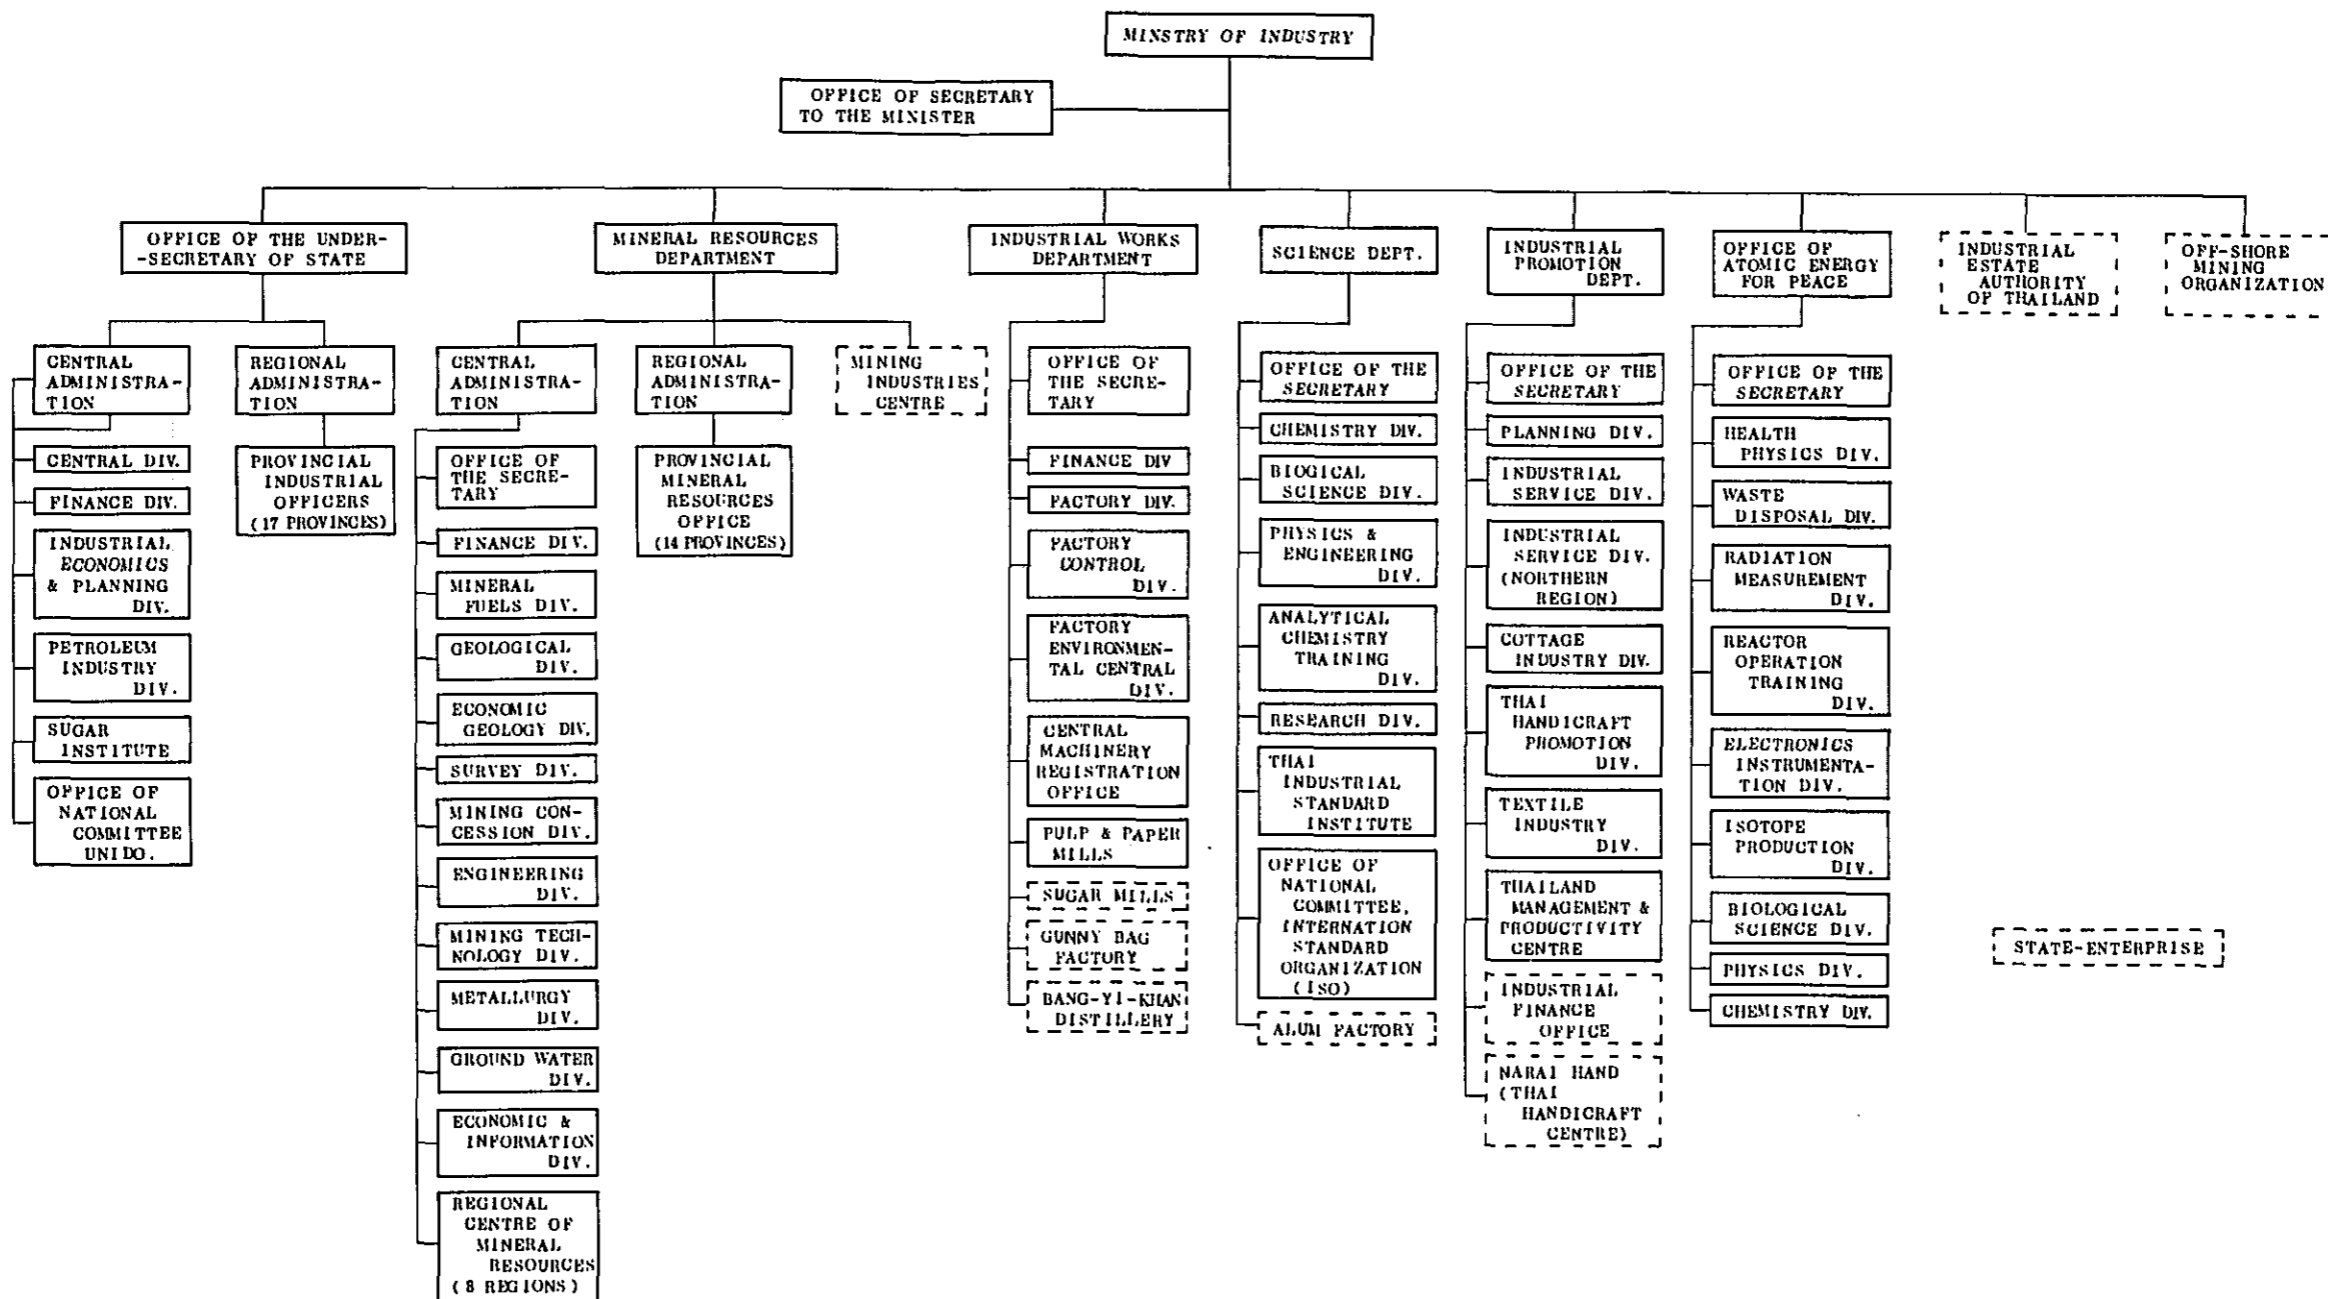 MINSTRY OF INDUSTRY
OFFICE OF SECRETARY
TO THE MINISTER
OFFICE OF THE UNDER-
-SECRETARY OF STATE
MINERAL RESOURCES
DEPARTMENT
INDUSTRIAL WORKS
DEPARTMENT
SCIENCE DEPT.
INDUSTRIAL
PROMOTION
DEPT.
OFFICE OF
ATOMIC ENERGY
FOR PEACE
INDUSTRIAL
ESTATE
AUTHORITY
OF THAILAND
OFF-SHORE
MINING
ORGANIZATION
CENTRAL
ADMINISTRA-
TION
CENTRAL DIV.
FINANCE DIV.
INDUSTRIAL
ECONOMICS
& PLANNING
DIV.
PETROLEUM
INDUSTRY
DIV.
SUGAR
INSTITUTE
OFFICE OF
NATIONAL
COMMITTEE
UNIDO.
REGIONAL
ADMINISTRA-
TION
PROVINCIAL
INDUSTRIAL
OFFICERS
(17 PROVINCES)
CENTRAL
ADMINISTRA-
TION
OFFICE OF
THE SECRE-
TARY
FINANCE DIV.
MINERAL
FUELS DIV.
GEOLOGICAL
DIV.
ECONOMIC
GEOLOGY DIV.
SURVEY DIV.
MINING CON-
CESSION DIV.
ENGINEERING
DIV.
MINING TECH-
NOLOGY DIV.
METALLURGY
DIV.
GROUND WATER
DIV.
ECONOMIC &
INFORMATION
DIV.
REGIONAL
CENTRE OF
MINERAL
RESOURCES
(8 REGIONS)
REGIONAL
ADMINISTRA-
TION
PROVINCIAL
MINERAL
RESOURCES
OFFICE
(14 PROVINCES)
MINING
INDUSTRIES
CENTRE
OFFICE OF
THE SECRE-
TARY
FINANCE DIV
FACTORY DIV.
FACTORY
CONTROL
DIV.
FACTORY
ENVIRONMEN-
TAL CENTRAL
DIV.
CENTRAL
MACHINERY
REGISTRATION
OFFICE
PULP & PAPER
MILLS
SUGAR MILLS
GUNNY BAG
FACTORY
BANG-YI-KHAN
DISTILLERY
OFFICE OF THE
SECRETARY
CHEMISTRY DIV.
BIOGICAL
SCIENCE DIV.
PHYSICS &
ENGINEERING
DIV.
ANALYTICAL
CHEMISTRY
TRAINING
DIV.
RESEARCH DIV.
THAI
INDUSTRIAL
STANDARD
INSTITUTE
OFFICE OF
NATIONAL
COMMITTEE,
INTERNATION
STANDARD
ORGANIZATION
(ISO)
ALUM FACTORY
OFFICE OF THE
SECRETARY
PLANNING DIV.
INDUSTRIAL
SERVICE DIV.
INDUSTRIAL
SERVICE DIV.
(NORTHERN
REGION)
COTTAGE
INDUSTRY DIV.
THAI
HANDICRAFT
PROMOTION
DIV.
TEXTILE
INDUSTRY
DIV.
THAILAND
MANAGEMENT &
PRODUCTIVITY
CENTRE
INDUSTRIAL
FINANCE
OFFICE
NARAI HAND
(THAI
HANDICRAFT
CENTRE)
OFFICE OF THE
SECRETARY
HEALTH
PHYSICS DIV.
WASTE
DISPOSAL DIV.
RADIATION
MEASUREMENT
DIV.
REACTOR
OPERATION
TRAINING
DIV.
ELECTRONICS
INSTRUMENTA-
TION DIV.
ISOTOPE
PRODUCTION
DIV.
BIOLOGICAL
SCIENCE DIV.
PHYSICS DIV.
CHEMISTRY DIV.
STATE-ENTERPRISE